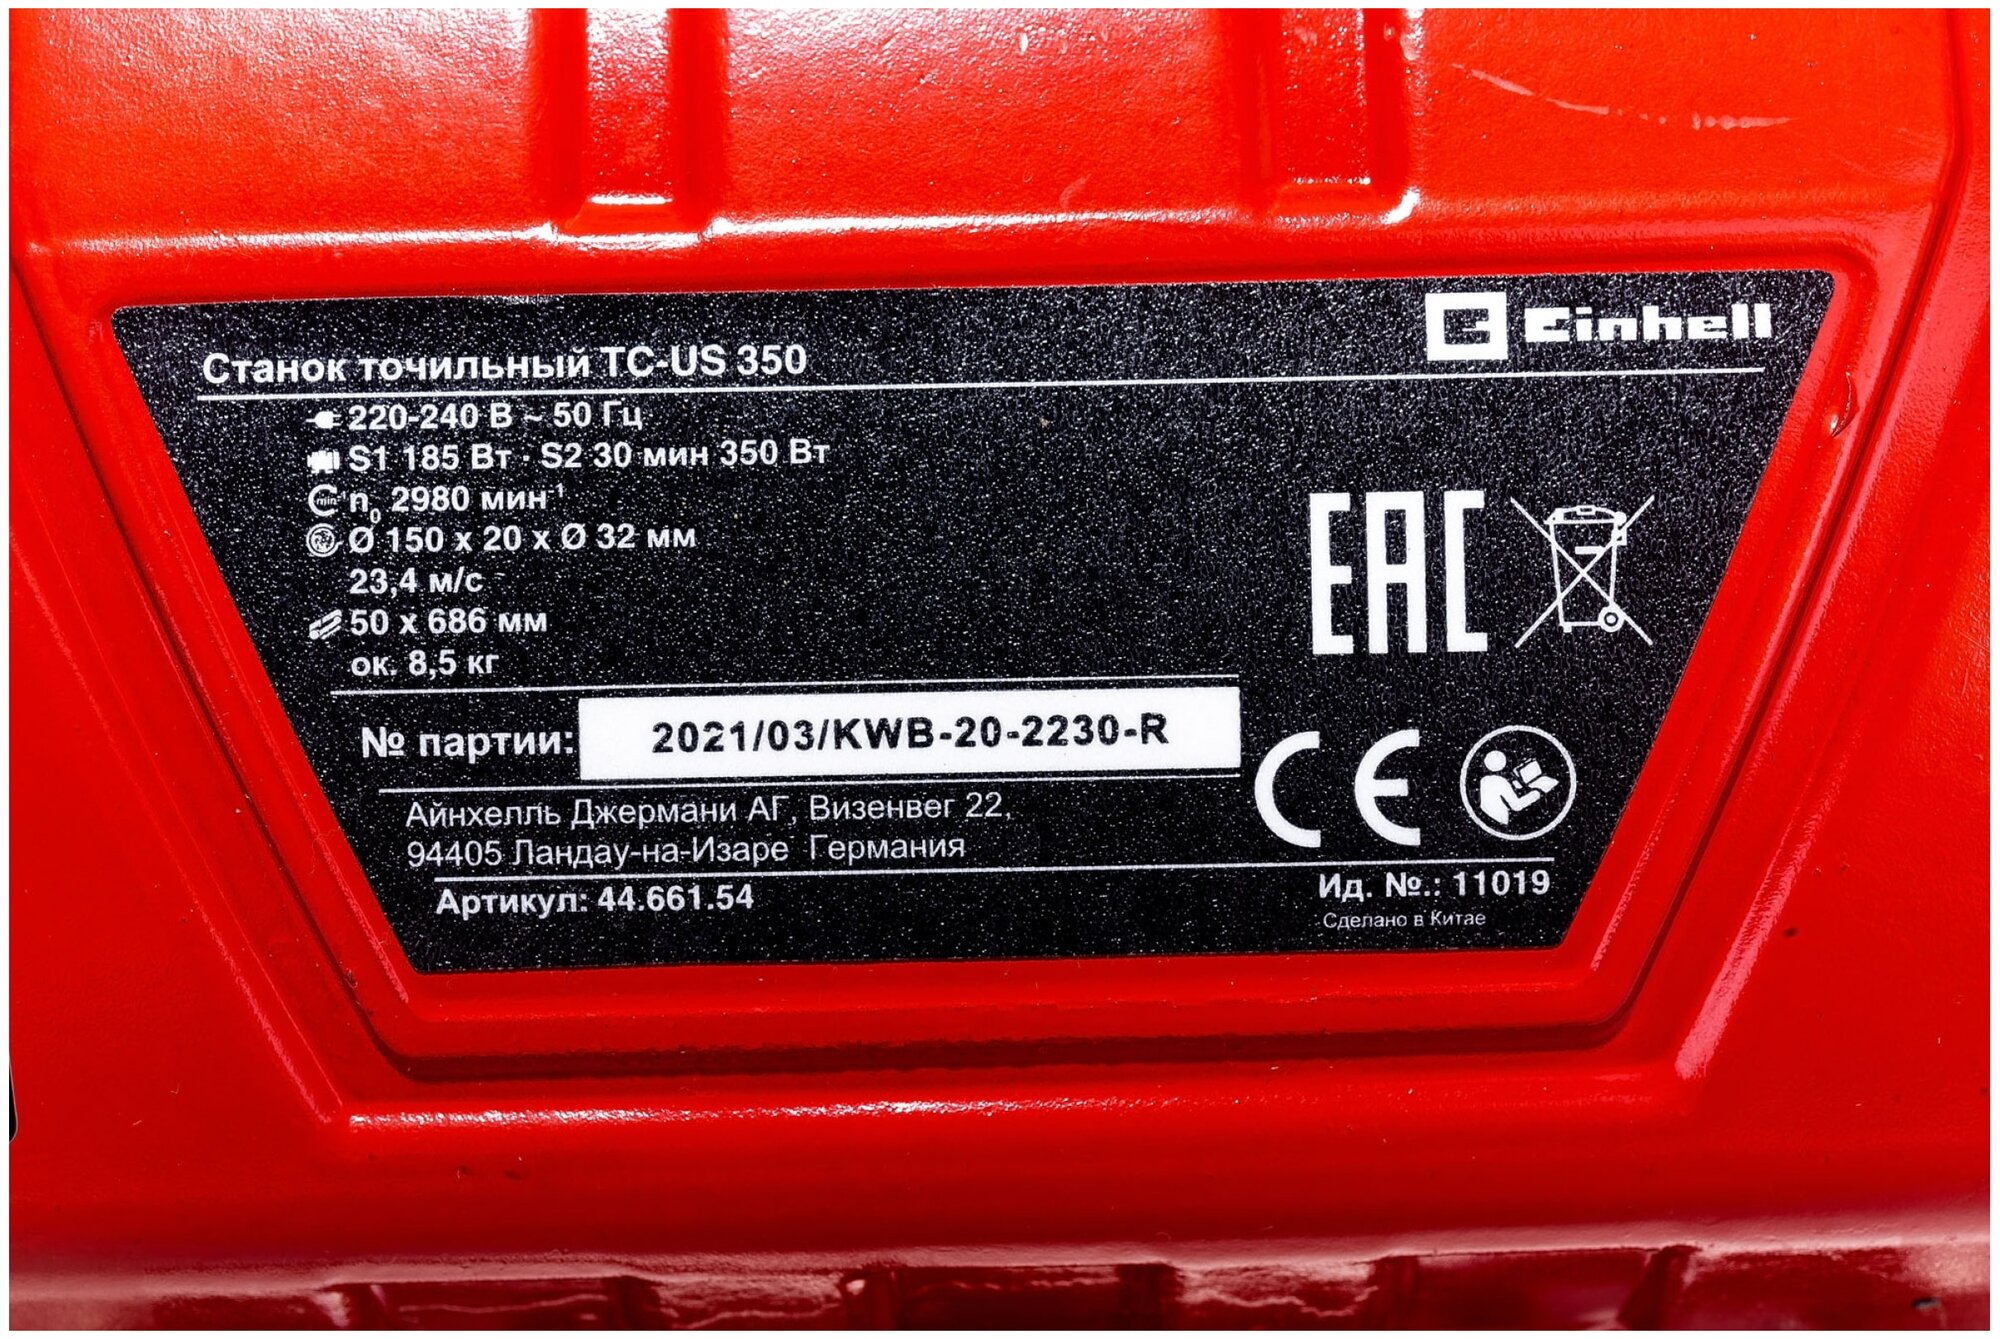 Einhell
Станок точильный TC-US 350
220-240 В ~ 50 Гц
S1 185 Вт · S2 30 мин 350 Вт
min⁻¹ n₀ 2980 мин⁻¹
Ø 150 x 20 x Ø 32 мм
23,4 м/с
50 x 686 мм
ок. 8,5 кг
EAC
№ партии: 2021/03/KWB-20-2230-R
CE
Айнхелль Джермани АГ, Визенвег 22,
94405 Ландау-на-Изаре Германия
Артикул: 44.661.54
Ид. №.: 11019
Сделано в Китае